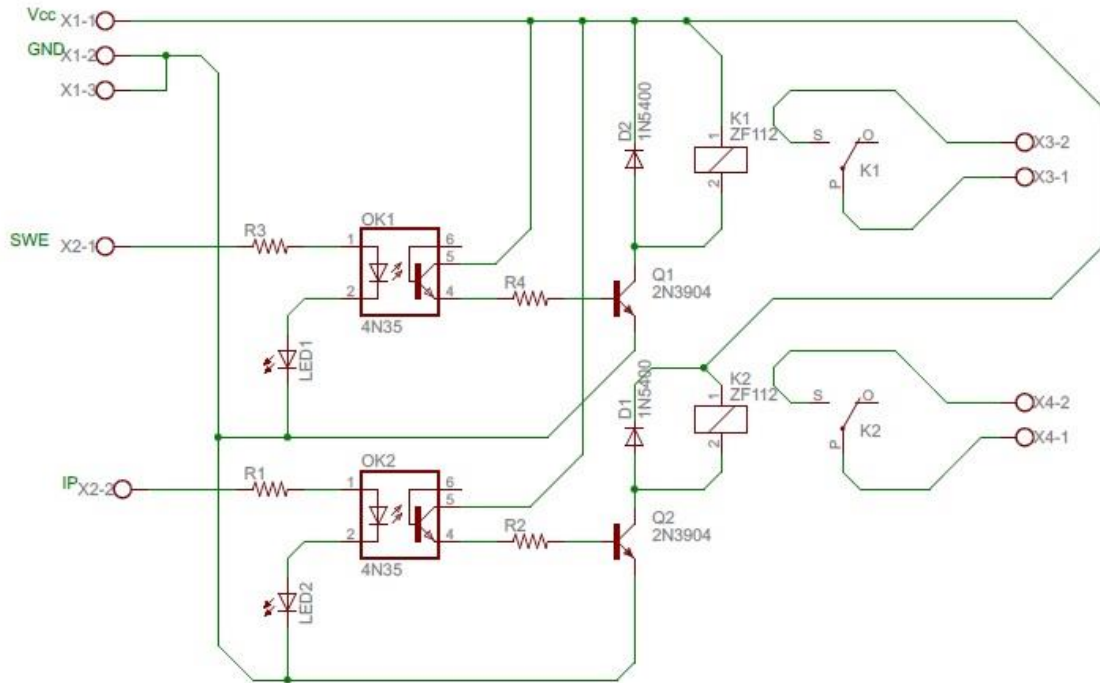 Vcc X1-1
GND X1-2
X1-3
D2
1N5400
K1
ZF112
1
2
S O
P
K1
X3-2
X3-1
SWE X2-1
R3
OK1
1
2
6
5
4
4N35
R4
Q1
2N3904
LED1
D1
1N5400
K2
ZF112
1
2
S O
P
K2
X4-2
X4-1
IP X2-2
R1
OK2
1
2
6
5
4
4N35
R2
Q2
2N3904
LED2